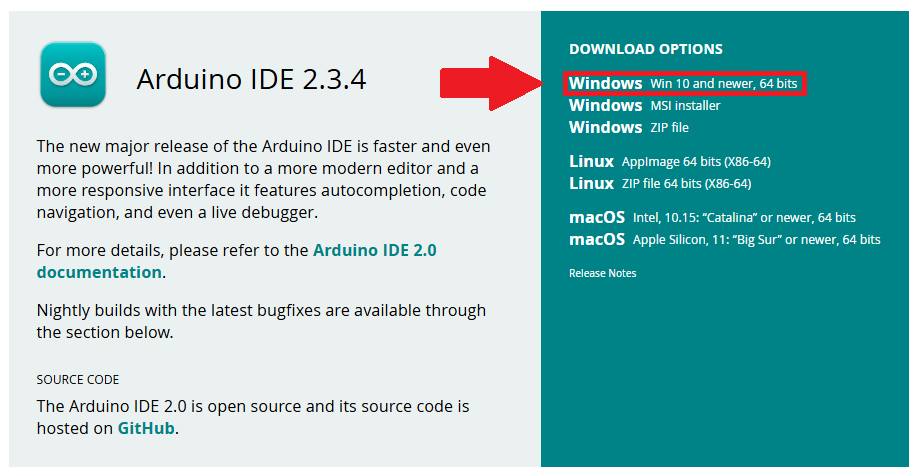 Arduino IDE 2.3.4
The new major release of the Arduino IDE is faster and even
more powerful! In addition to a more modern editor and a
more responsive interface it features autocompletion, code
navigation, and even a live debugger.
For more details, please refer to the Arduino IDE 2.0
documentation.
Nightly builds with the latest bugfixes are available through
the section below.
SOURCE CODE
The Arduino IDE 2.0 is open source and its source code is
hosted on GitHub.
DOWNLOAD OPTIONS
Windows Win 10 and newer, 64 bits
Windows MSI installer
Windows ZIP file
Linux AppImage 64 bits (X86-64)
Linux ZIP file 64 bits (X86-64)
macOS Intel, 10.15: “Catalina” or newer, 64 bits
macOS Apple Silicon, 11: “Big Sur” or newer, 64 bits
Release Notes